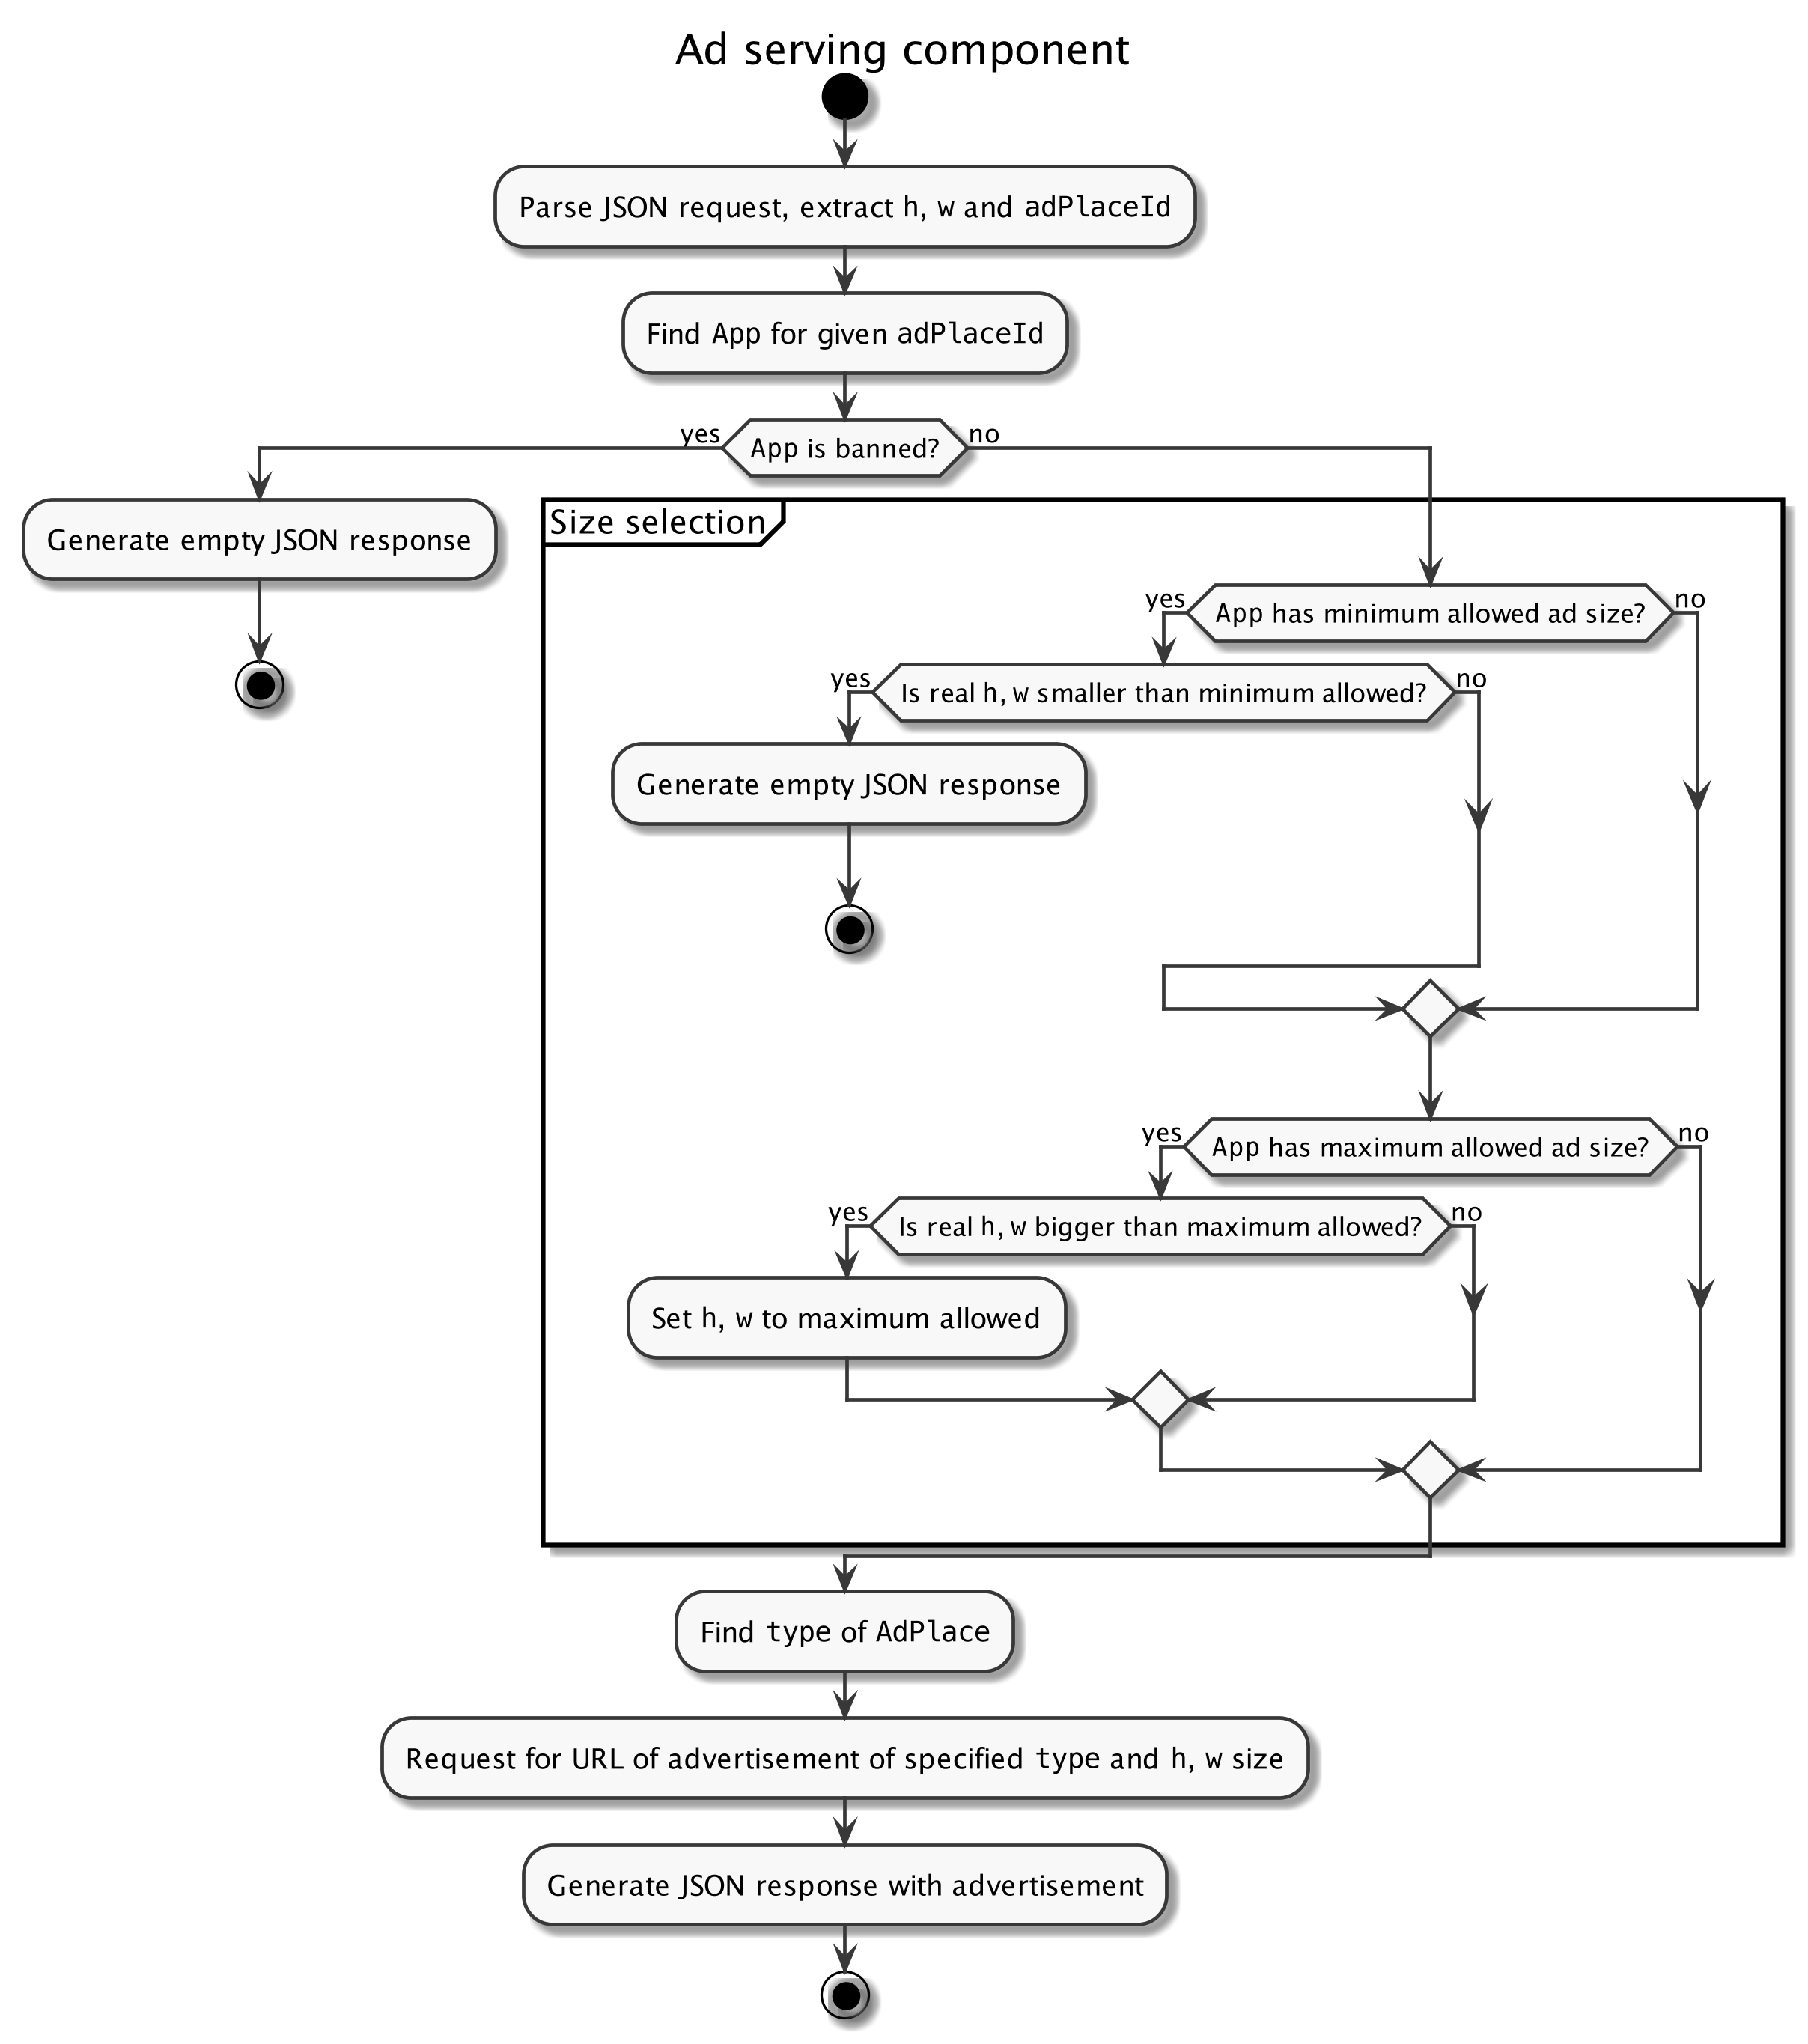 Ad serving component
Parse JSON request, extract h, w and adPlaceId
Find App for given adPlaceId
yes
App is banned?
no
Generate empty JSON response
Size selection
yes
App has minimum allowed ad size?
no
yes
Is real h, w smaller than minimum allowed?
no
Generate empty JSON response
yes
App has maximum allowed ad size?
no
yes
Is real h, w bigger than maximum allowed?
no
Set h, w to maximum allowed
Find type of AdPlace
Request for URL of advertisement of specified type and h, w size
Generate JSON response with advertisement